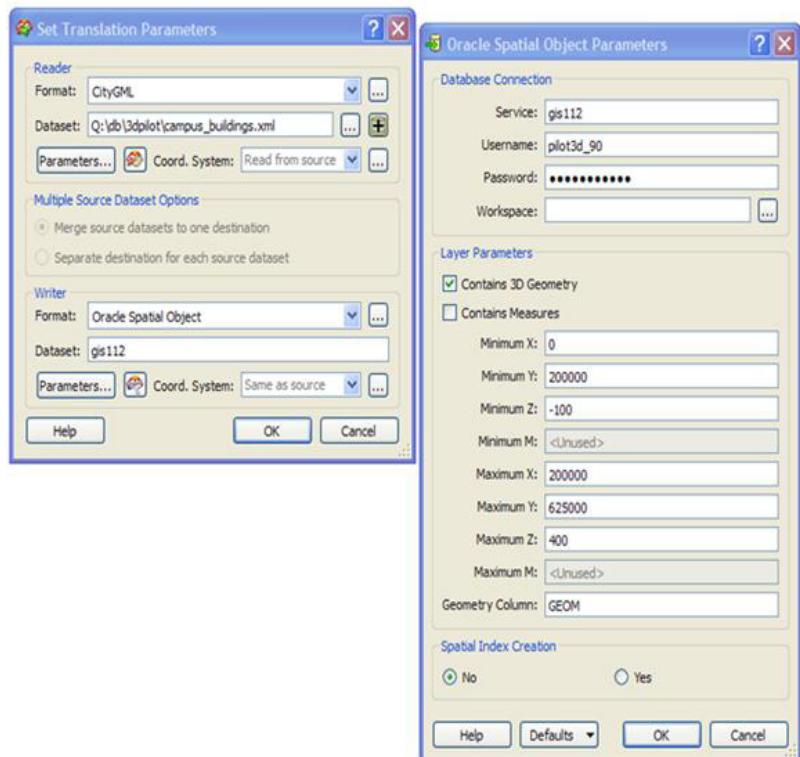 Set Translation Parameters
Reader
Format: CityGML
Dataset: Q:\db\3dpilot\campus_buildings.xml
Parameters... Coord. System: Read from source
Multiple Source Dataset Options
Merge source datasets to one destination
Separate destination for each source dataset
Writer
Format: Oracle Spatial Object
Dataset: gis112
Parameters... Coord. System: Same as source
Help OK Cancel
Oracle Spatial Object Parameters
Database Connection
Service: gis112
Username: pilot3d_90
Password: •••••••••••
Workspace:
Layer Parameters
Contains 3D Geometry
Contains Measures
Minimum X: 0
Minimum Y: 200000
Minimum Z: -100
Minimum M: <Unused>
Maximum X: 200000
Maximum Y: 625000
Maximum Z: 400
Maximum M: <Unused>
Geometry Column: GEOM
Spatial Index Creation
No Yes
Help Defaults OK Cancel